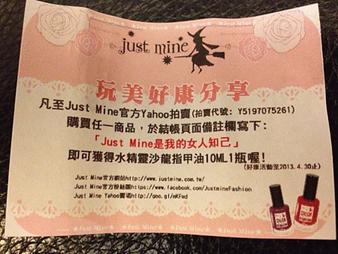 just mine
玩美好康分享
凡至Just Mine官方Yahoo拍賣(拍賣代號: Y5197075261)
購買任一商品，於結帳頁面備註欄寫下:
「Just Mine是我的女人知己」
即可獲得水精靈沙龍指甲油10ML1瓶喔!
(好康活動至2013.4.30止)
Just Mine官方網站http://www.justmine.com.tw/
Just Mine官方粉絲團https://www.facebook.com/JustmineFashion
Just Mine Yahoo賣場http://goo.gl/